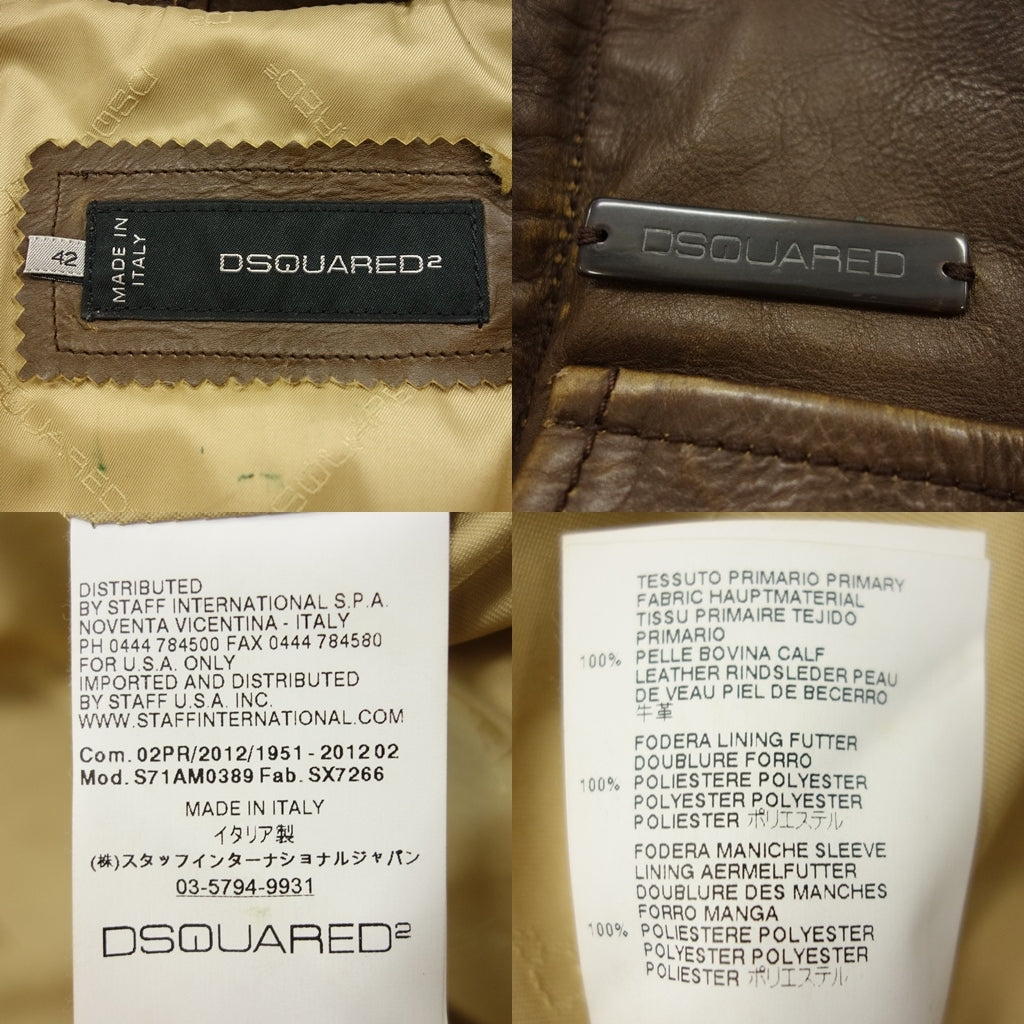 42
MADE IN
ITALY
DSQUARED²
DSQUARED
DISTRIBUTED
BY STAFF INTERNATIONAL S.P.A.
NOVENTA VICENTINA - ITALY
PH 0444 784500 FAX 0444 784580
FOR U.S.A. ONLY
IMPORTED AND DISTRIBUTED
BY STAFF U.S.A. INC.
WWW.STAFFINTERNATIONAL.COM
Com. 02PR/2012/1951 - 2012 02
Mod. S71AM0389 Fab. SX7266
MADE IN ITALY
イタリア製
(株)スタッフインターナショナルジャパン
03-5794-9931
DSQUARED²
TESSUTO PRIMARIO PRIMARY
FABRIC HAUPTMATERIAL
TISSU PRIMAIRE TEJIDO
PRIMARIO
100% PELLE BOVINA CALF
LEATHER RINDSLEDER PEAU
DE VEAU PIEL DE BECERRO
牛革
FODERA LINING FUTTER
DOUBLURE FORRO
100% POLIESTERE POLYESTER
POLYESTER POLYESTER
POLIESTER ポリエステル
FODERA MANICHE SLEEVE
LINING AERMELFUTTER
DOUBLURE DES MANCHES
FORRO MANGA
100% POLIESTERE POLYESTER
POLYESTER POLYESTER
POLIESTER ポリエステル